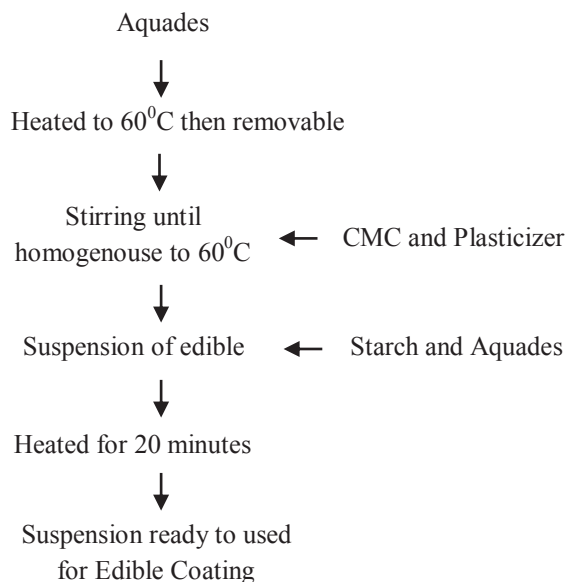 Aquades
Heated to 60⁰C then removable
Stirring until
homogenouse to 60⁰C
CMC and Plasticizer
Suspension of edible
Starch and Aquades
Heated for 20 minutes
Suspension ready to used
for Edible Coating